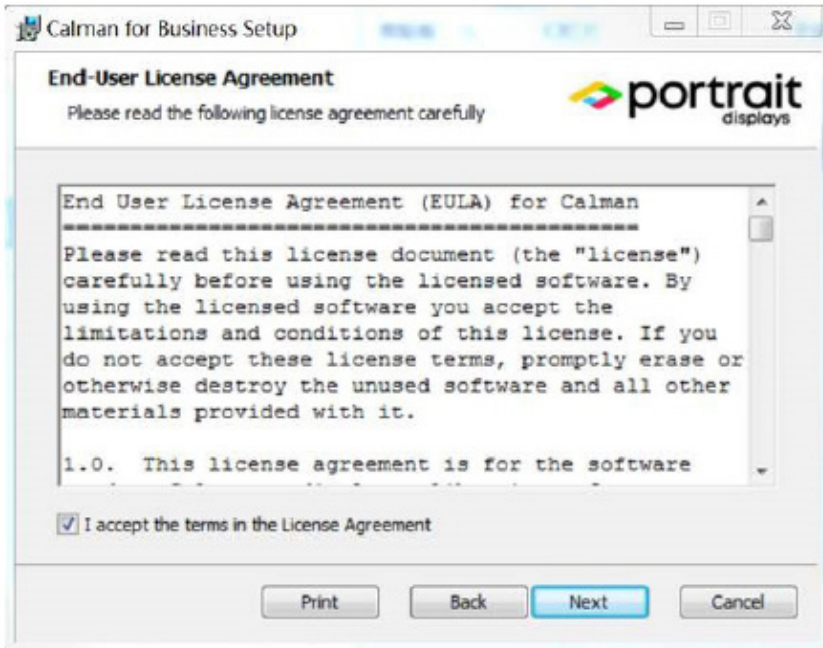 Calman for Business Setup
End-User License Agreement
Please read the following license agreement carefully
portrait
displays
End User License Agreement (EULA) for Calman
==========================================
Please read this license document (the "license")
carefully before using the licensed software. By
using the licensed software you accept the
limitations and conditions of this license. If you
do not accept these license terms, promptly erase or
otherwise destroy the unused software and all other
materials provided with it.
1.0.  This license agreement is for the software
I accept the terms in the License Agreement
Print
Back
Next
Cancel